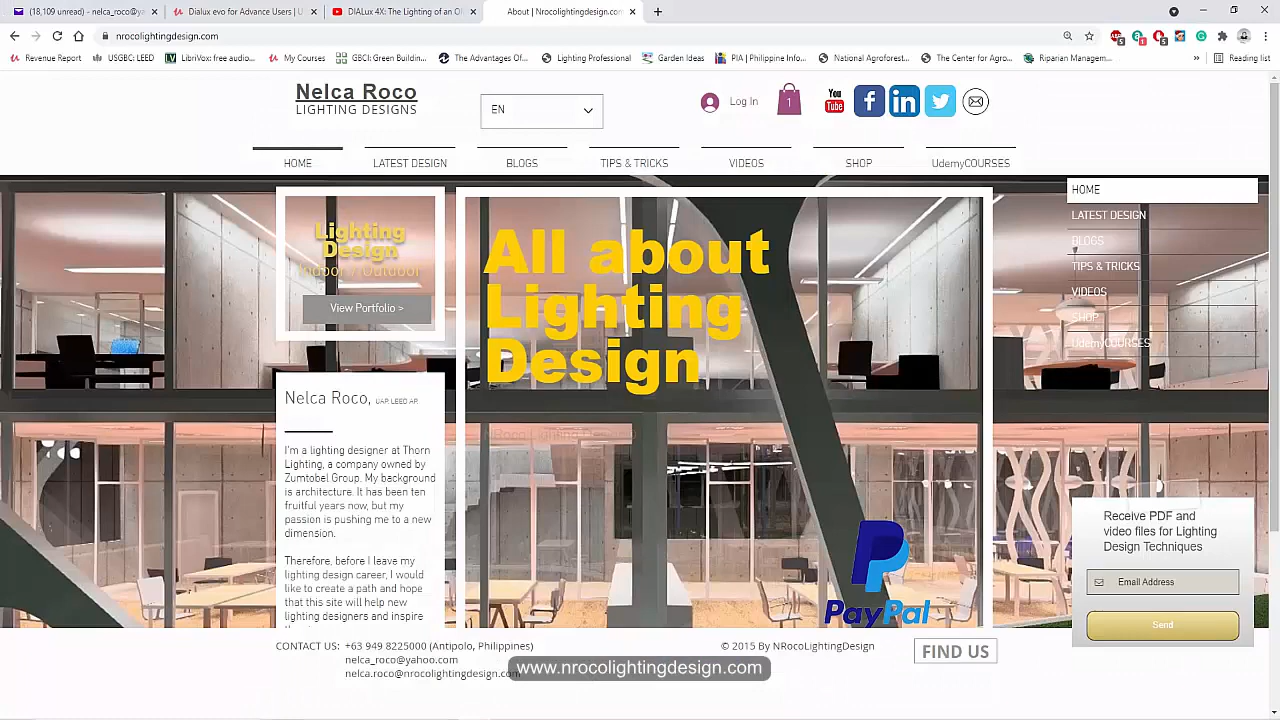 (18,109 unread) - nelca_roco@ya
Dialux evo for Advance Users | U
DIALux 4X: The Lighting of an Of
About | Nrocolightingdesign.com
nrocolightingdesign.com
Revenue Report
USGBC: LEED
LibriVox: free audio...
My Courses
GBCI: Green Buildin...
The Advantages Of...
Lighting Professional
Garden Ideas
PIA | Philippine Info...
National Agroforest...
The Center for Agro...
Riparian Managem...
Reading list
Nelca Roco
LIGHTING DESIGNS
EN
Log In
1
You
Tube
HOME
LATEST DESIGN
BLOGS
TIPS & TRICKS
VIDEOS
SHOP
UdemyCOURSES
HOME
LATEST DESIGN
BLOGS
TIPS & TRICKS
VIDEOS
SHOP
UdemyCOURSES
Lighting
Design
Indoor /Outdoor
View Portfolio >
All about
Lighting
Design
Nelca Roco, UAP, LEED AP.
I'm a lighting designer at Thorn
Lighting, a company owned by
Zumtobel Group. My background
is architecture. It has been ten
fruitful years now, but my
passion is pushing me to a new
dimension.
Therefore, before I leave my
lighting design career, I would
like to create a path and hope
that this site will help new
lighting designers and inspire
PayPal
Receive PDF and
video files for Lighting
Design Techniques
Email Address
Send
CONTACT US: +63 949 8225000 (Antipolo, Philippines)
nelca_roco@yahoo.com
nelca.roco@nrocolightingdesign.com
© 2015 By NRocoLightingDesign
FIND US
www.nrocolightingdesign.com